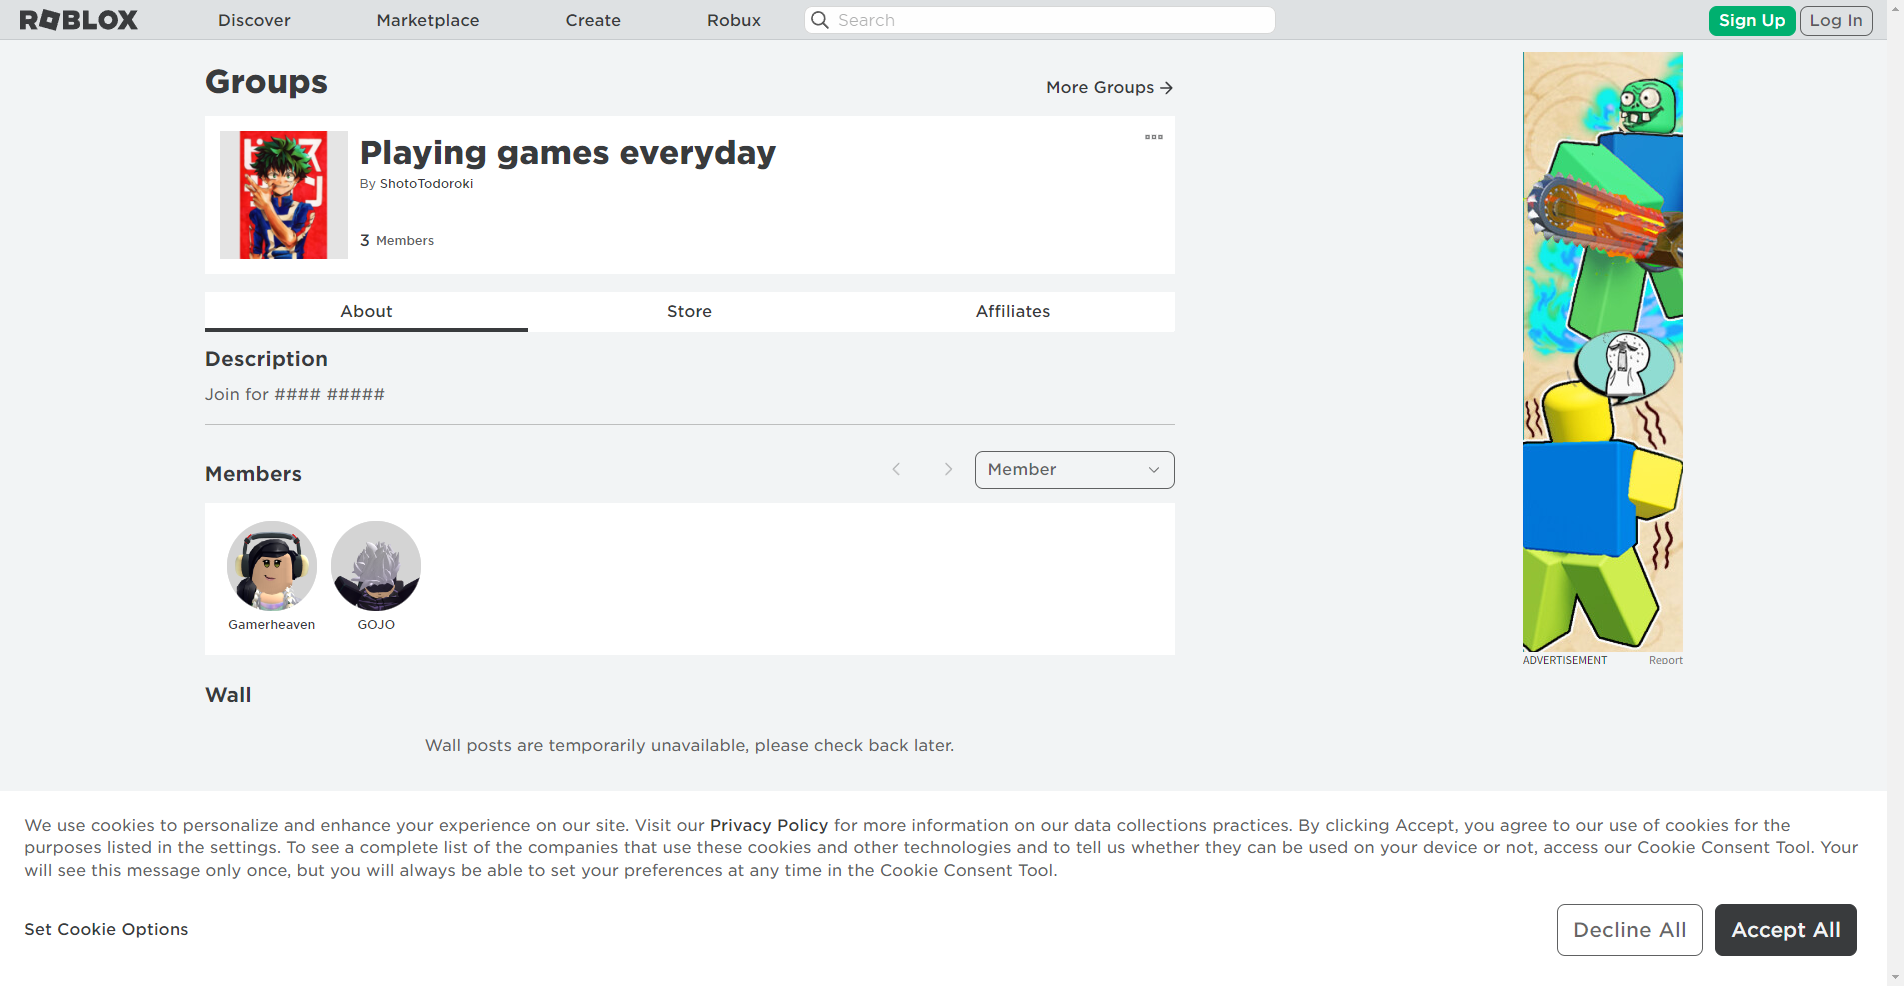 ROBLOX
Discover
Marketplace
Create
Robux
Search
Sign Up
Log In
Groups
More Groups
Playing games everyday
By ShotoTodoroki
3 Members
About
Store
Affiliates
Description
Join for #### #####
Members
Member
Gamerheaven
GOJO
ADVERTISEMENT
Report
Wall
Wall posts are temporarily unavailable, please check back later.
We use cookies to personalize and enhance your experience on our site. Visit our Privacy Policy for more information on our data collections practices. By clicking Accept, you agree to our use of cookies for the
purposes listed in the settings. To see a complete list of the companies that use these cookies and other technologies and to tell us whether they can be used on your device or not, access our Cookie Consent Tool. Your
will see this message only once, but you will always be able to set your preferences at any time in the Cookie Consent Tool.
Set Cookie Options
Decline All
Accept All